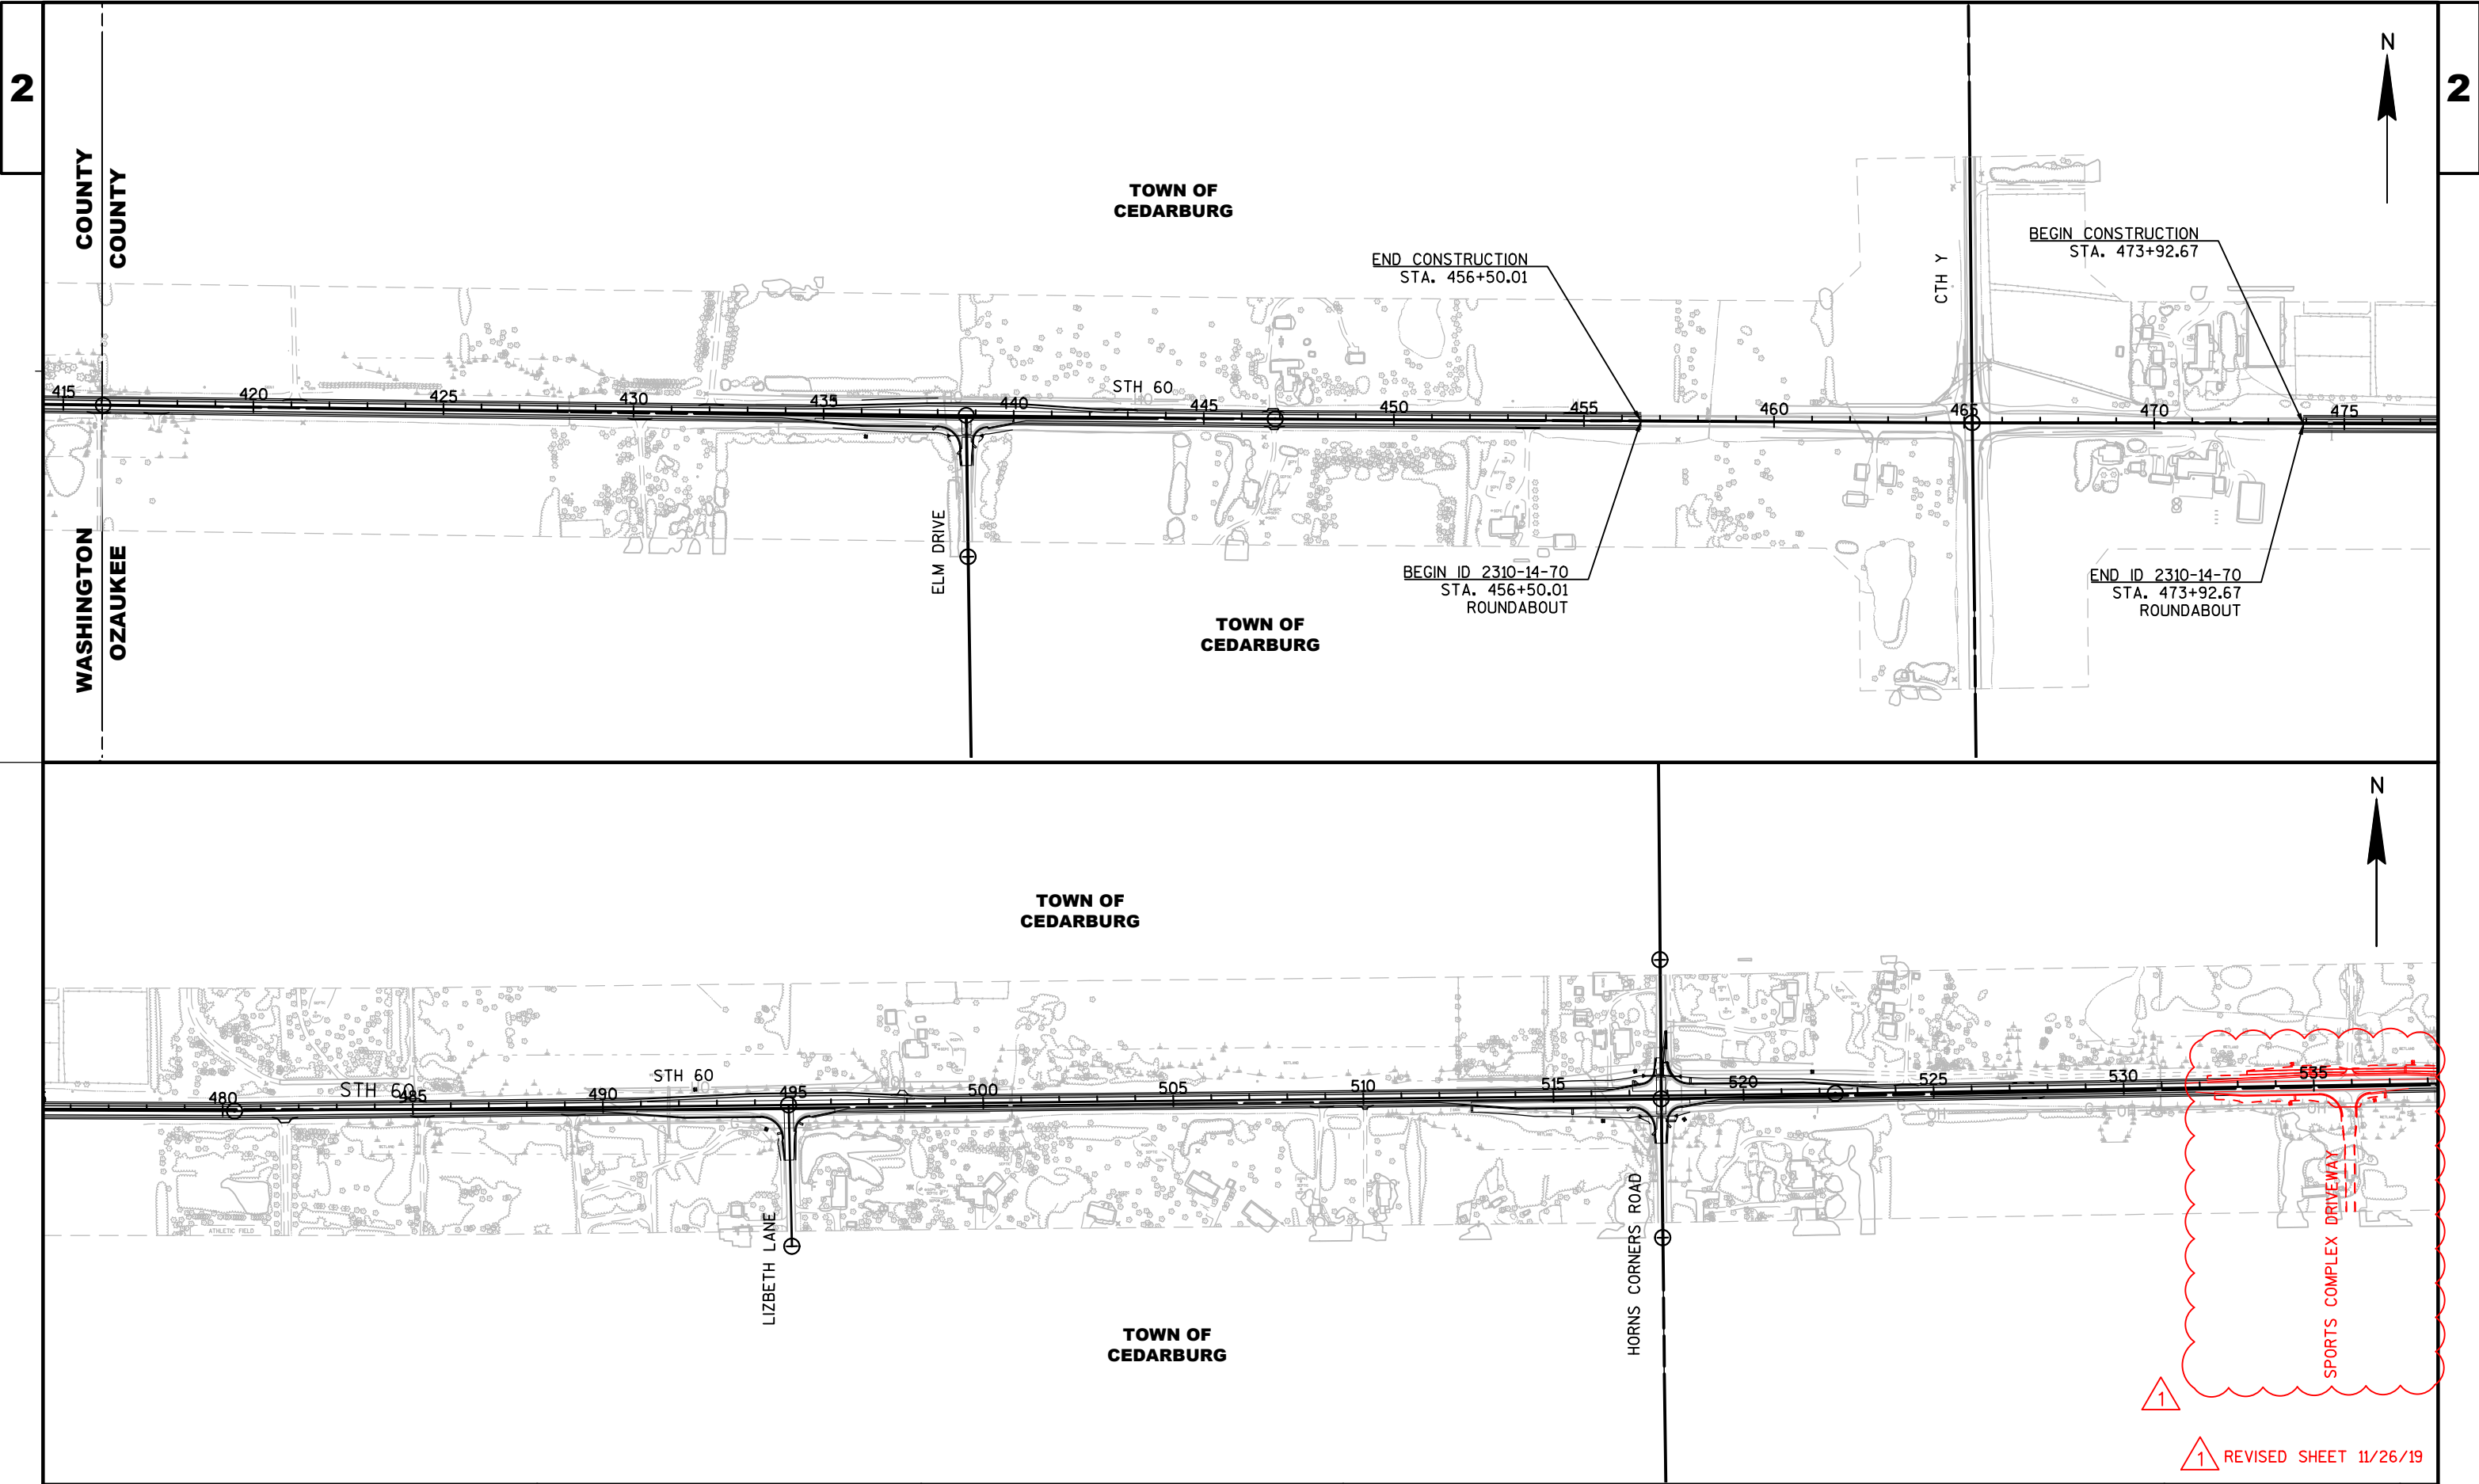 2
2
N
COUNTY
COUNTY
WASHINGTON
OZAUKEE
TOWN OF
CEDARBURG
END CONSTRUCTION
STA. 456+50.01
CTH Y
BEGIN CONSTRUCTION
STA. 473+92.67
415
420
425
430
435
440
STH 60
445
450
455
460
465
470
475
ELM DRIVE
BEGIN ID 2310-14-70
STA. 456+50.01
ROUNDABOUT
END ID 2310-14-70
STA. 473+92.67
ROUNDABOUT
TOWN OF
CEDARBURG
N
TOWN OF
CEDARBURG
480
STH 60
485
490
STH 60
495
500
505
510
515
520
525
530
535
WETLAND
ATHLETIC FIELD
LIZBETH LANE
HORNS CORNERS ROAD
SPORTS COMPLEX DRIVEWAY
TOWN OF
CEDARBURG
1
1 REVISED SHEET 11/26/19